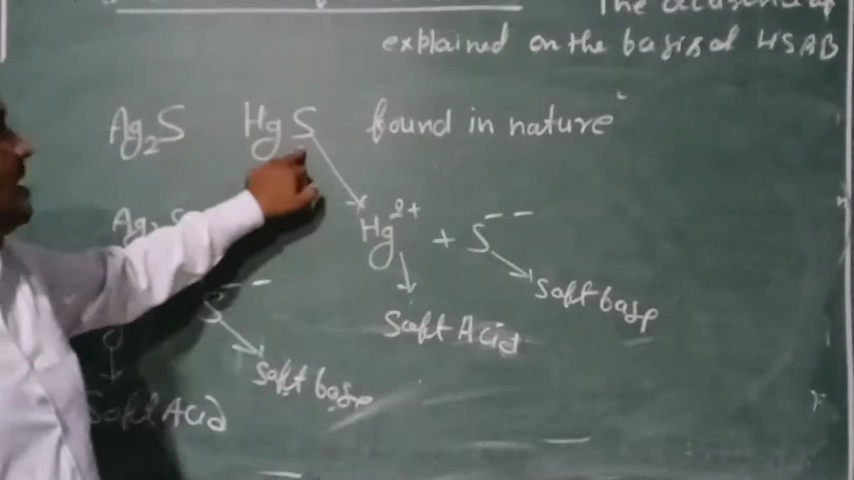 The
explained on the basis of HSAB
Ag2S HgS found in nature
Hg2+ + S--
Soft base
Soft Acid
S--
Soft base
Soft Acid